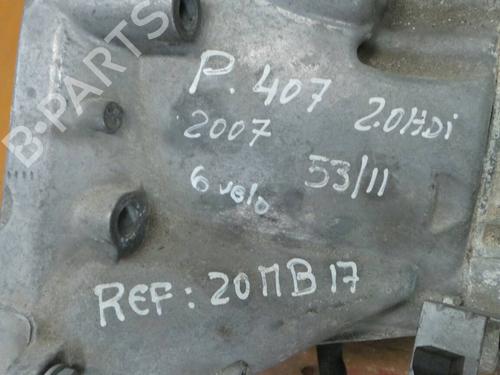 B-PARTS
P. 407 2.0HDi
2007
6 velo 53/11
REF: 20MB17